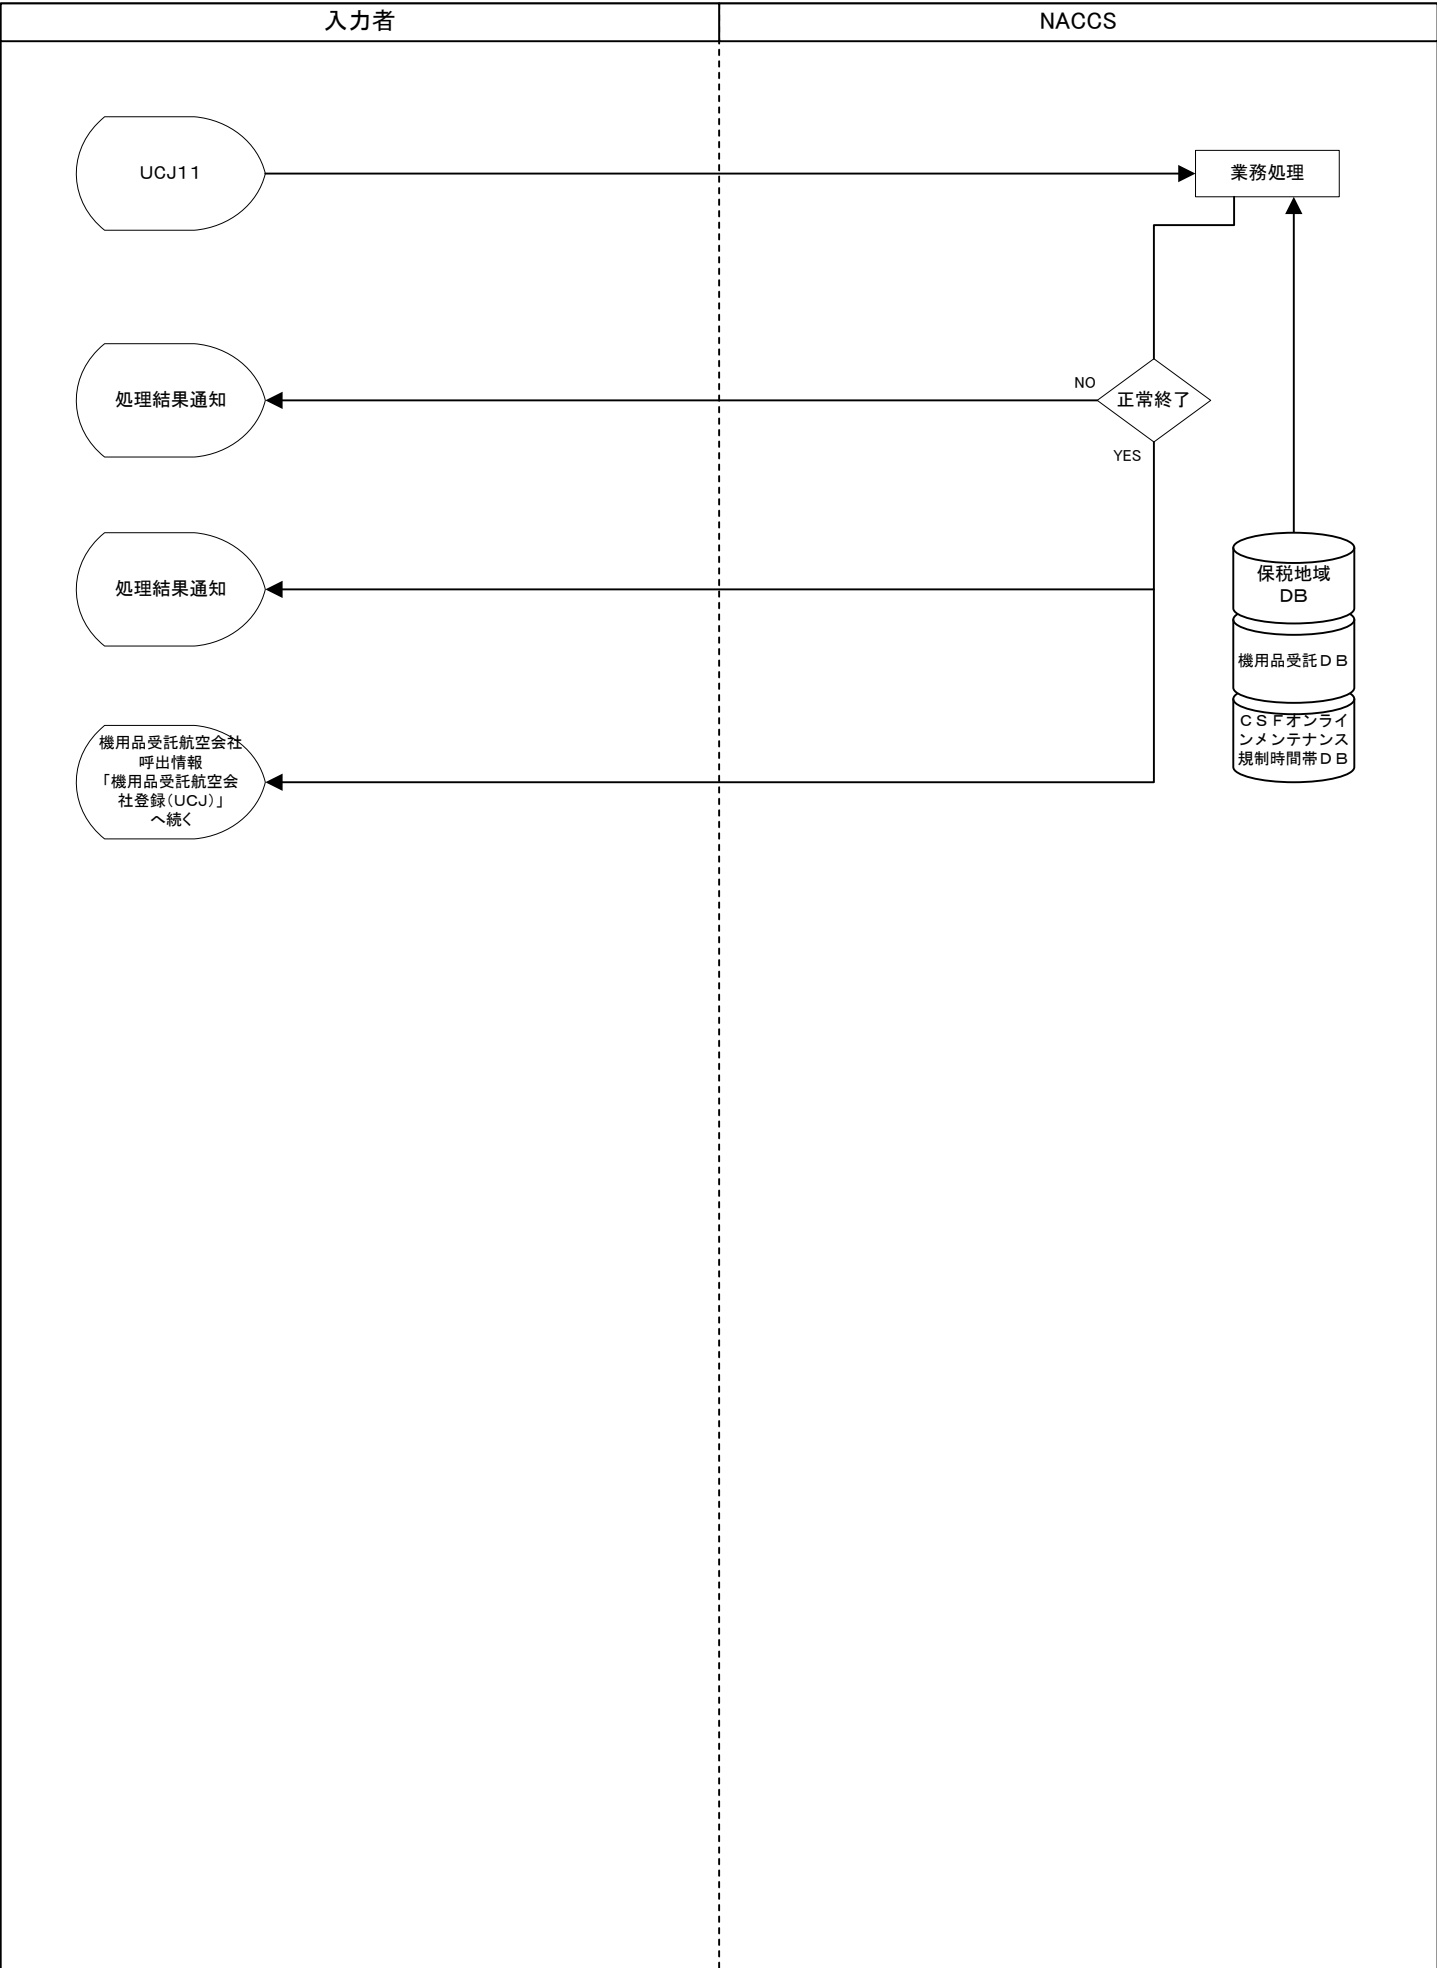 入力者
NACCS
UCJ11
業務処理
NO
処理結果通知
正常終了
YES
処理結果通知
保税地域
DB
機用品受託ＤＢ
ＣＳＦオンライ
ンメンテナンス
規制時間帯ＤＢ
機用品受託航空会社
呼出情報
「機用品受託航空会
社登録（UCJ）」
へ続く